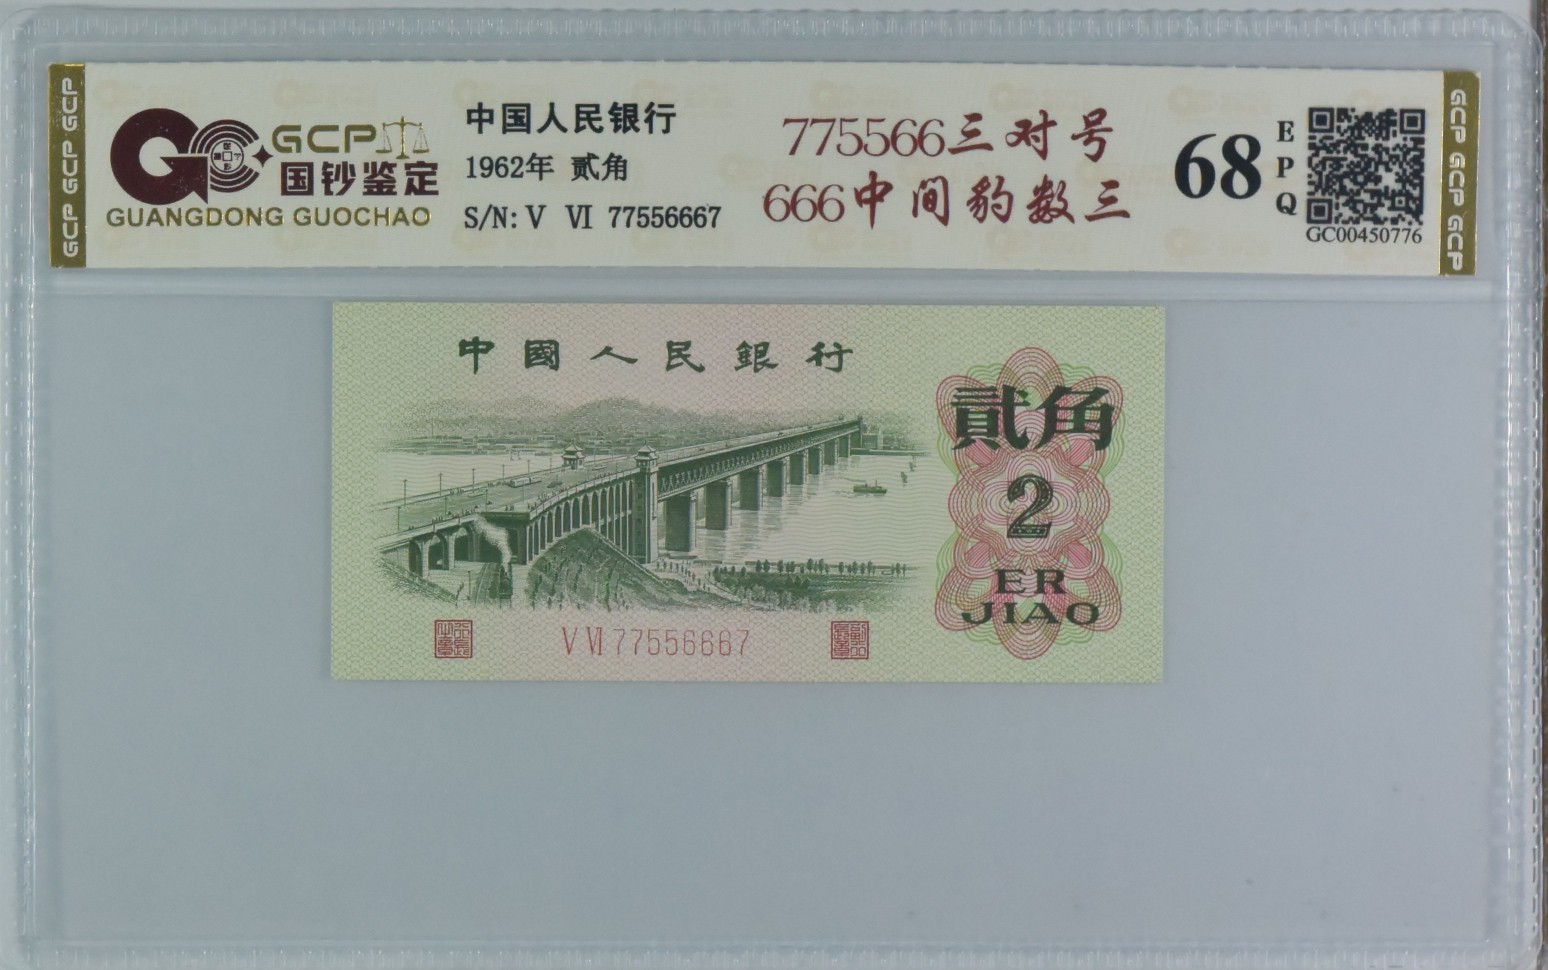 GCP GCP GCP
GCP
国钞鉴定
GUANGDONG GUOCHAO
中国人民银行
1962年 贰角
S/N: V VI 77556667
775566三对号
666中间豹数三
68
EPQ
GC00450776
GCP GCP GCP
中國人民銀行
貳角
2
ER
JIAO
V VI 77556667